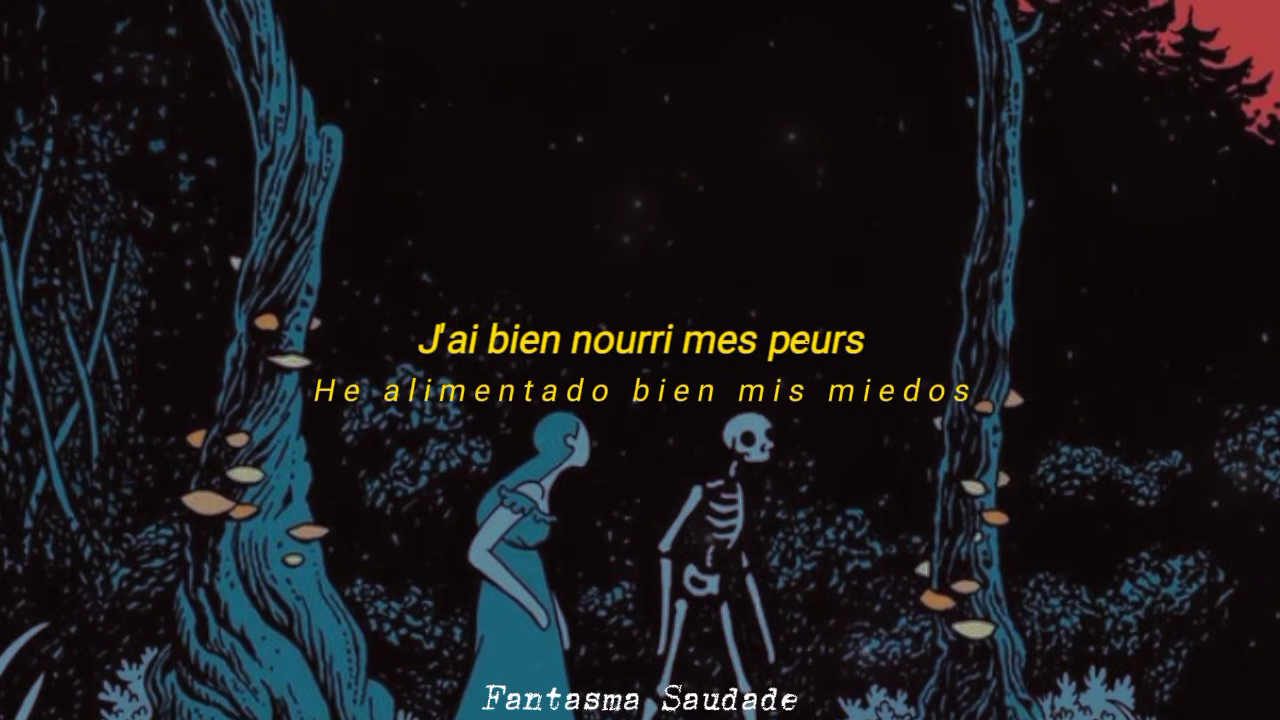 J'ai bien nourri mes peurs
He alimentado bien mis miedos
Fantasma Saudade